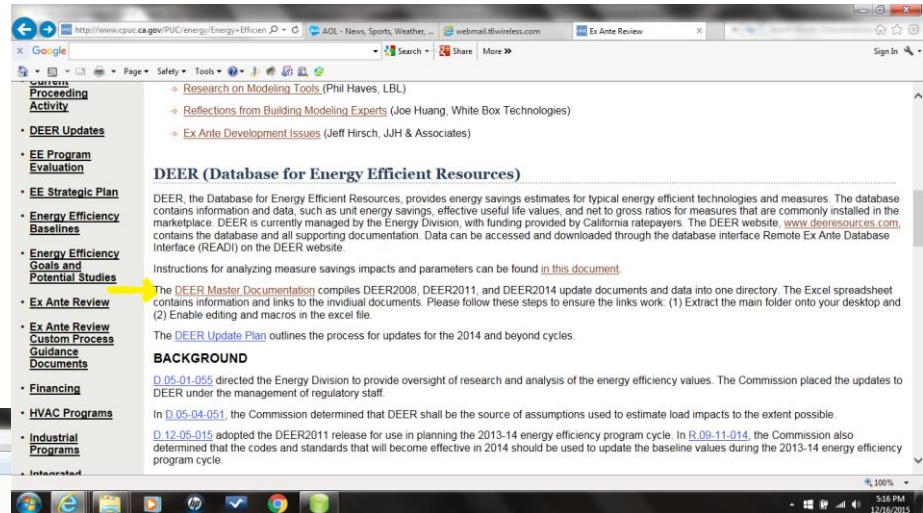 http://www.cpuc.ca.gov/PUC/energy/Energy+Efficien
AOL - News, Sports, Weather, ...
webmail.tiwireless.com
Ex Ante Review
Google
Search
Share
More »
Sign In
Page
Safety
Tools
Current
Proceeding
Activity
• DEER Updates
• EE Program
Evaluation
• EE Strategic Plan
• Energy Efficiency
Baselines
• Energy Efficiency
Goals and
Potential Studies
• Ex Ante Review
• Ex Ante Review
Custom Process
Guidance
Documents
• Financing
• HVAC Programs
• Industrial
Programs
• Integrated
Research on Modeling Tools (Phil Haves, LBL)
Reflections from Building Modeling Experts (Joe Huang, White Box Technologies)
Ex Ante Development Issues (Jeff Hirsch, JJH & Associates)
DEER (Database for Energy Efficient Resources)
DEER, the Database for Energy Efficient Resources, provides energy savings estimates for typical energy efficient technologies and measures. The database
contains information and data, such as unit energy savings, effective useful life values, and net to gross ratios for measures that are commonly installed in the
marketplace. DEER is currently managed by the Energy Division, with funding provided by California ratepayers. The DEER website, www.deeresources.com,
contains the database and all supporting documentation. Data can be accessed and downloaded through the database interface Remote Ex Ante Database
Interface (READI) on the DEER website.
Instructions for analyzing measure savings impacts and parameters can be found in this document.
The DEER Master Documentation compiles DEER2008, DEER2011, and DEER2014 update documents and data into one directory. The Excel spreadsheet
contains information and links to the invidiual documents. Please follow these steps to ensure the links work: (1) Extract the main folder onto your desktop and
(2) Enable editing and macros in the excel file.
The DEER Update Plan outlines the process for updates for the 2014 and beyond cycles.
BACKGROUND
D.05-01-055 directed the Energy Division to provide oversight of research and analysis of the energy efficiency values. The Commission placed the updates to
DEER under the management of regulatory staff.
In D.05-04-051, the Commission determined that DEER shall be the source of assumptions used to estimate load impacts to the extent possible.
D.12-05-015 adopted the DEER2011 release for use in planning the 2013-14 energy efficiency program cycle. In R.09-11-014, the Commission also
determined that the codes and standards that will become effective in 2014 should be used to update the baseline values during the 2013-14 energy efficiency
program cycle.
100%
5:16 PM
12/16/2015